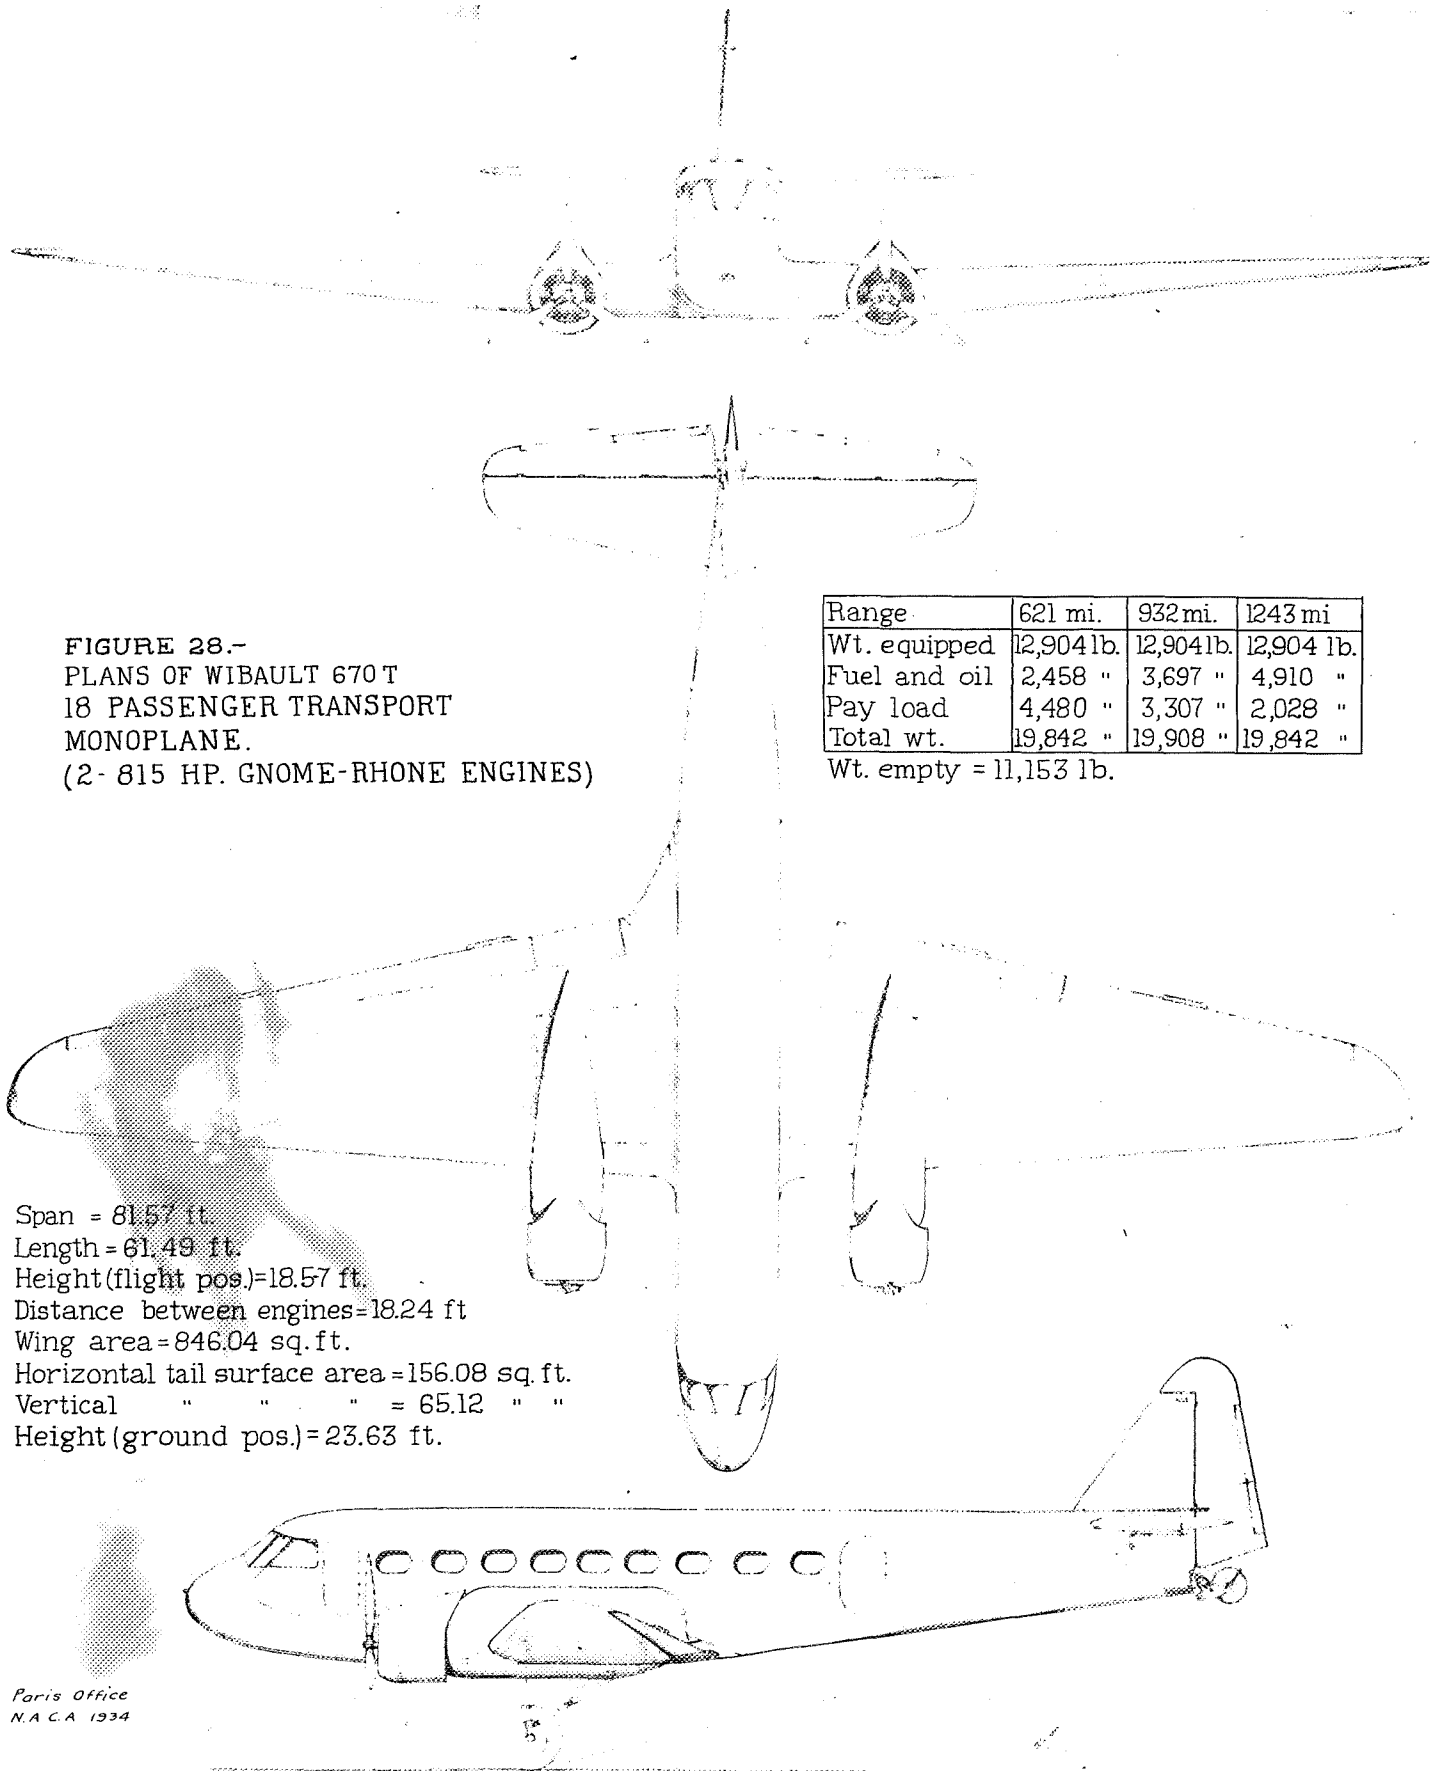 FIGURE 28.-
PLANS OF WIBAULT 670T
18 PASSENGER TRANSPORT
MONOPLANE.
(2- 815 HP. GNOME-RHONE ENGINES)
Range 621 mi. 932 mi. 1243 mi
Wt. equipped 12,904 lb. 12,904 lb. 12,904 lb.
Fuel and oil 2,458 " 3,697 " 4,910 "
Pay load 4,480 " 3,307 " 2,028 "
Total wt. 19,842 " 19,908 " 19,842 "
Wt. empty = 11,153 lb.
Span = 81.57 ft.
Length = 61.49 ft.
Height (flight pos.) = 18.57 ft.
Distance between engines = 18.24 ft
Wing area = 846.04 sq. ft.
Horizontal tail surface area = 156.08 sq. ft.
Vertical " " " = 65.12 " "
Height (ground pos.) = 23.63 ft.
Paris Office
N.A C.A 1934